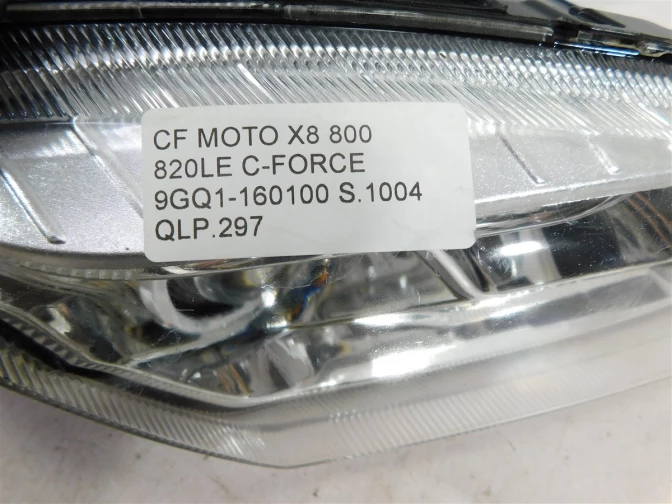 CF MOTO X8 800
820LE C-FORCE
9GQ1-160100 S.1004
QLP.297